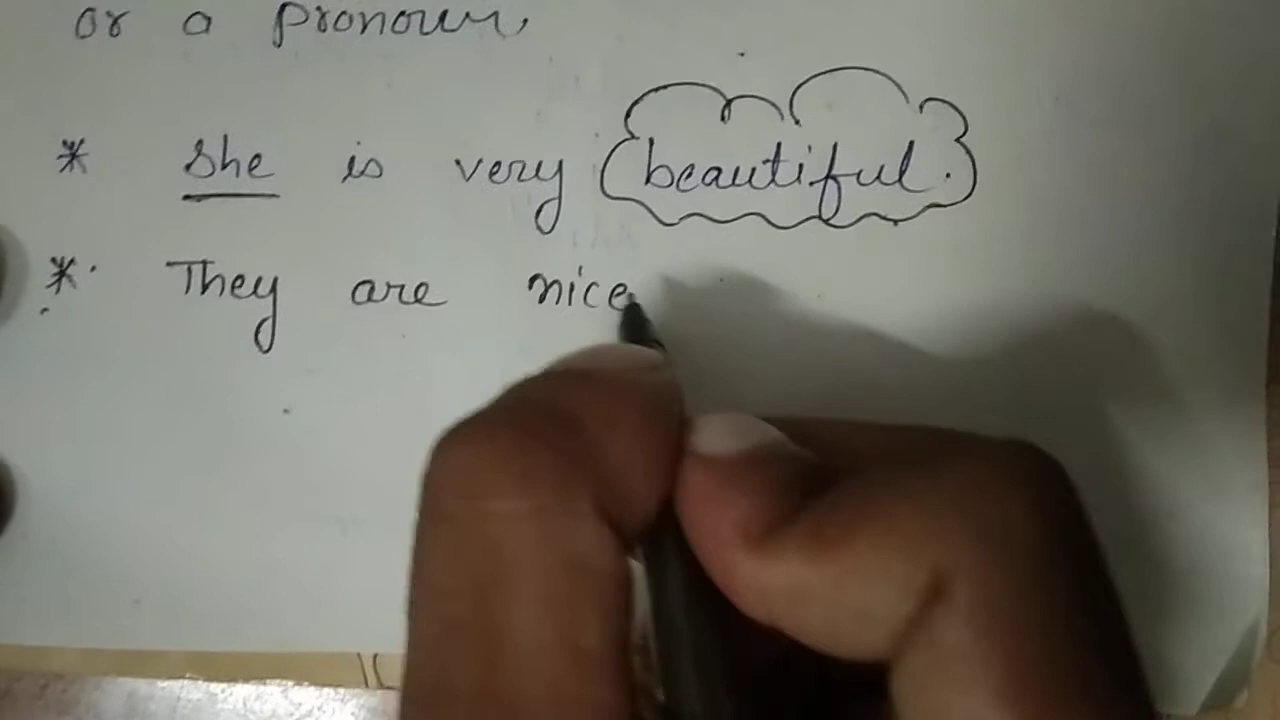 or a pronoun,
* She is very beautiful.
* They are nice